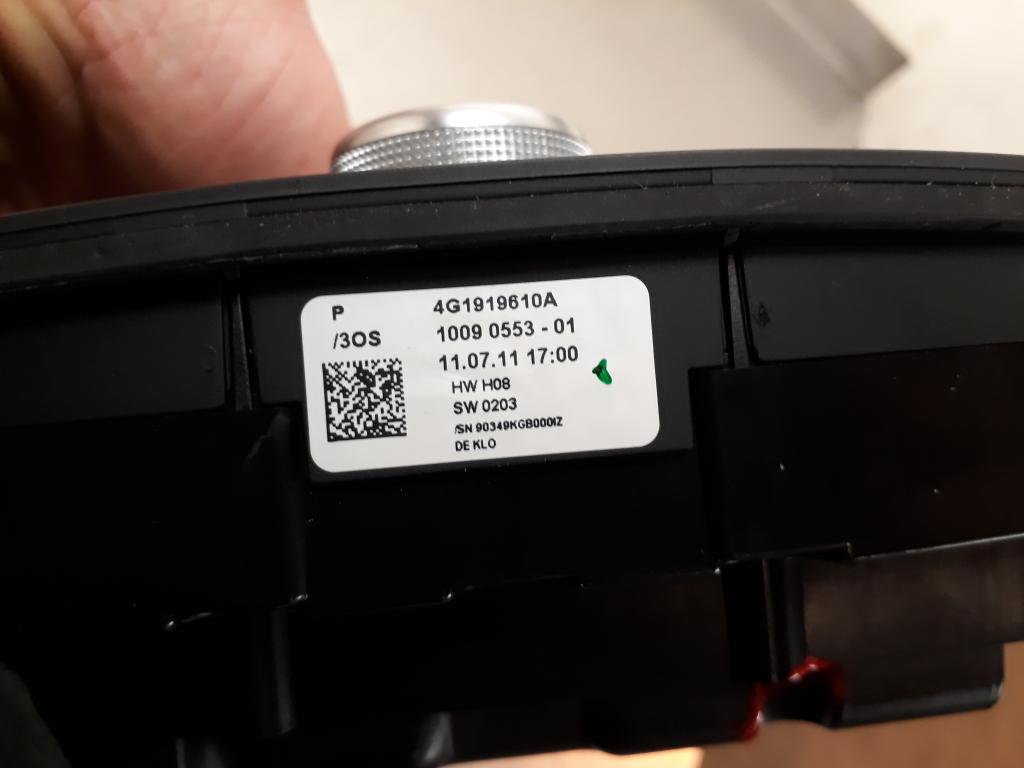 P
4G1919610A
/3OS
1009 0553 - 01
11.07.11 17:00
HW H08
SW 0203
/SN 90349KGB000IZ
DE KLO